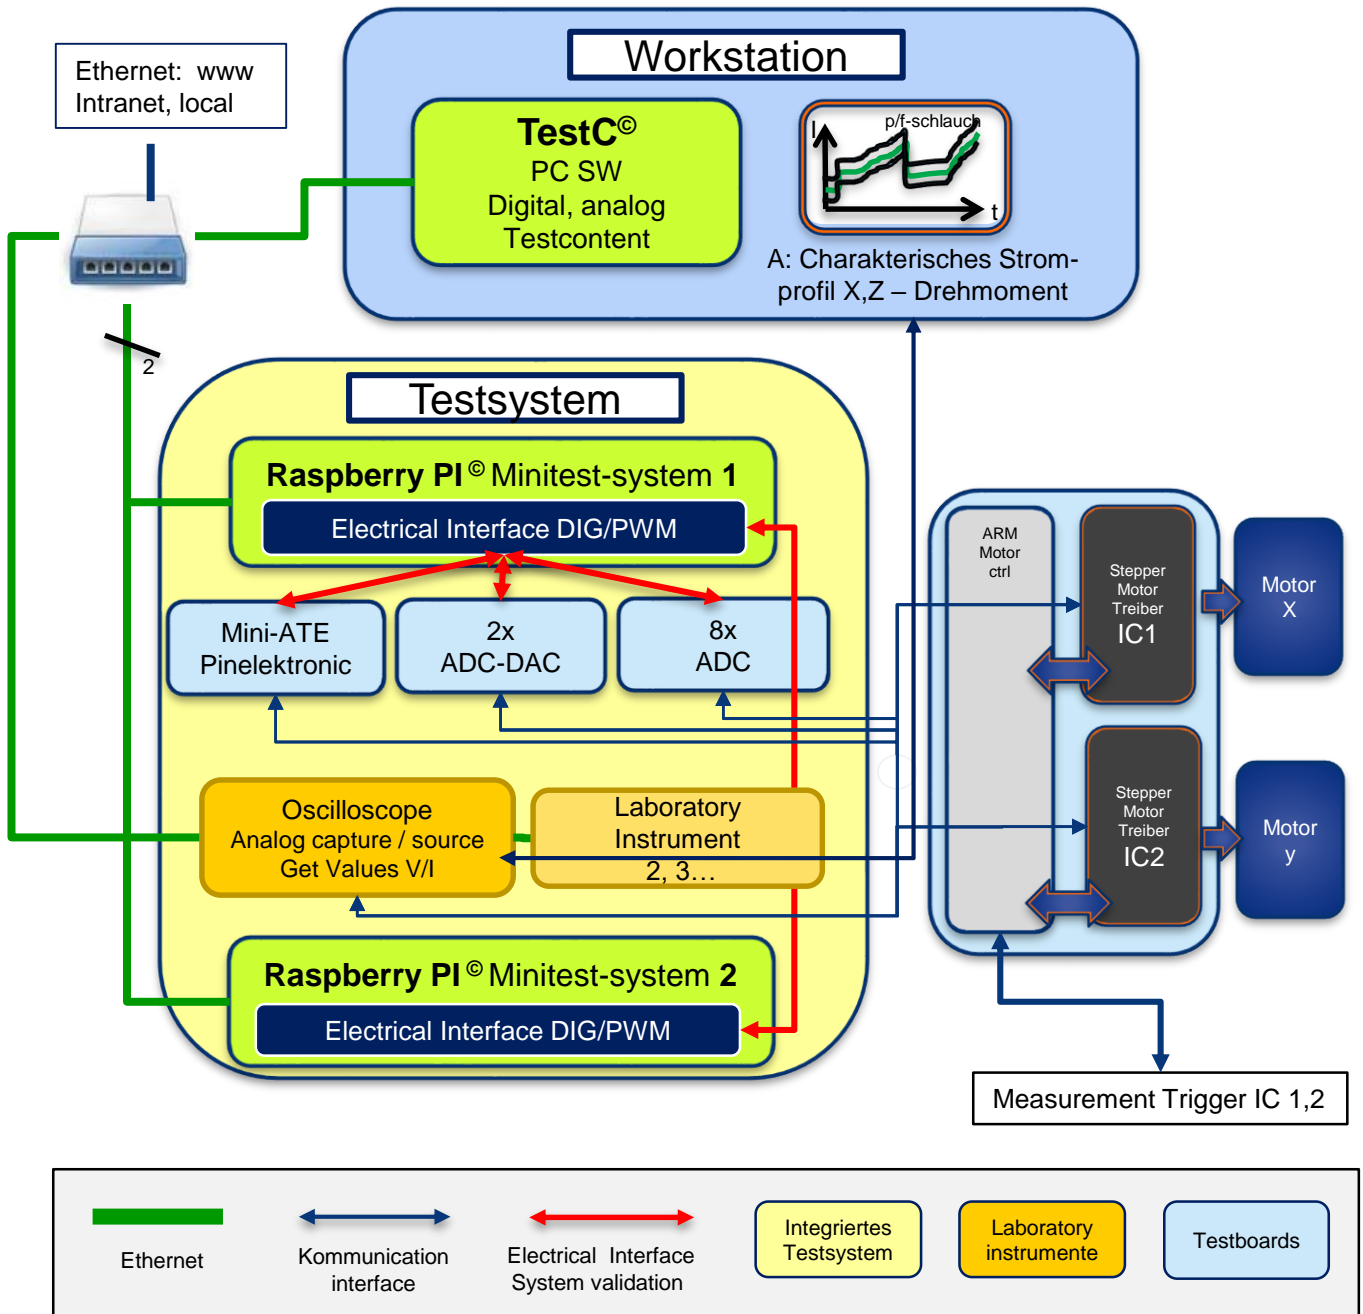 Workstation
Ethernet: www
Intranet, local
TestC©
PC SW
Digital, analog
Testcontent
p/f-schlauch
I
t
A: Charakterisches Strom-
profil X,Z – Drehmoment
2
Testsystem
Raspberry PI © Minitest-system 1
Electrical Interface DIG/PWM
Mini-ATE
Pinelektronic
2x
ADC-DAC
8x
ADC
ARM
Motor
ctrl
Stepper
Motor
Treiber
IC1
Motor
X
Oscilloscope
Analog capture / source
Get Values V/I
Laboratory
Instrument
2, 3…
Stepper
Motor
Treiber
IC2
Motor
y
Raspberry PI © Minitest-system 2
Electrical Interface DIG/PWM
Measurement Trigger IC 1,2
Ethernet
Kommunication
interface
Electrical Interface
System validation
Integriertes
Testsystem
Laboratory
instrumente
Testboards